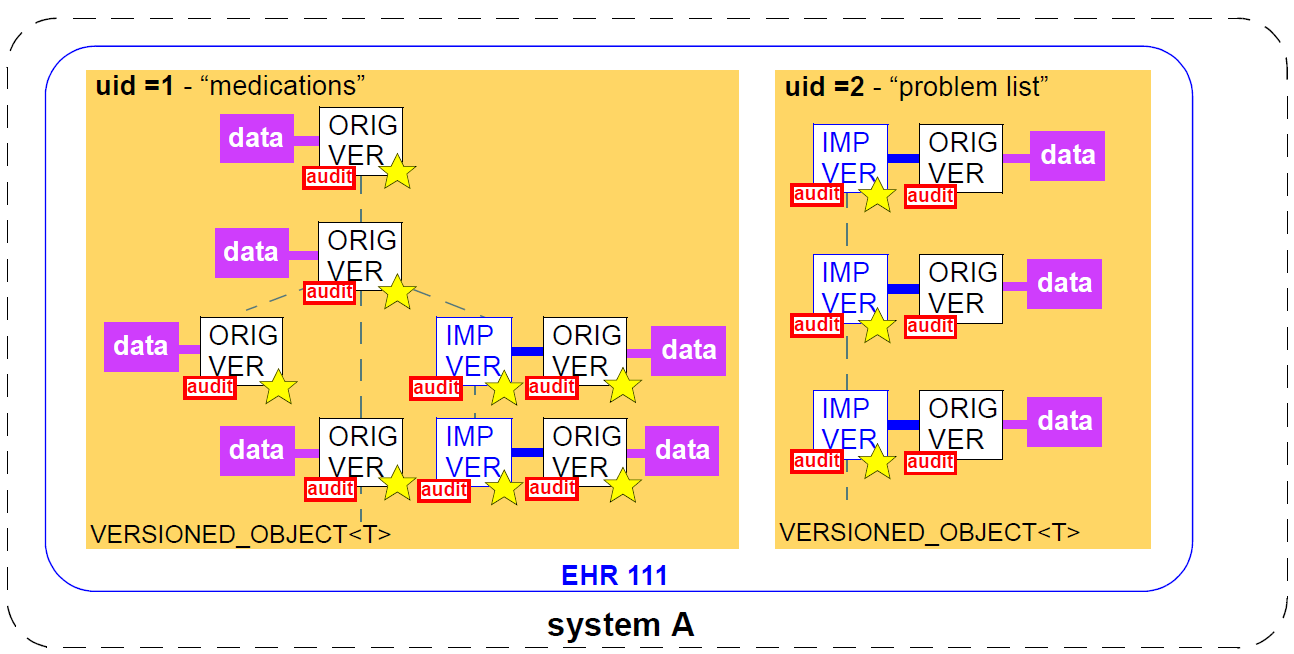 uid =1 - “medications”
data
ORIG
VER
audit
data
ORIG
VER
audit
data
ORIG
VER
audit
IMP
VER
audit
ORIG
VER
audit
data
data
ORIG
VER
audit
IMP
VER
audit
ORIG
VER
audit
data
VERSIONED_OBJECT<T>
uid =2 - “problem list”
IMP
VER
audit
ORIG
VER
audit
data
IMP
VER
audit
ORIG
VER
audit
data
IMP
VER
audit
ORIG
VER
audit
data
VERSIONED_OBJECT<T>
EHR 111
system A